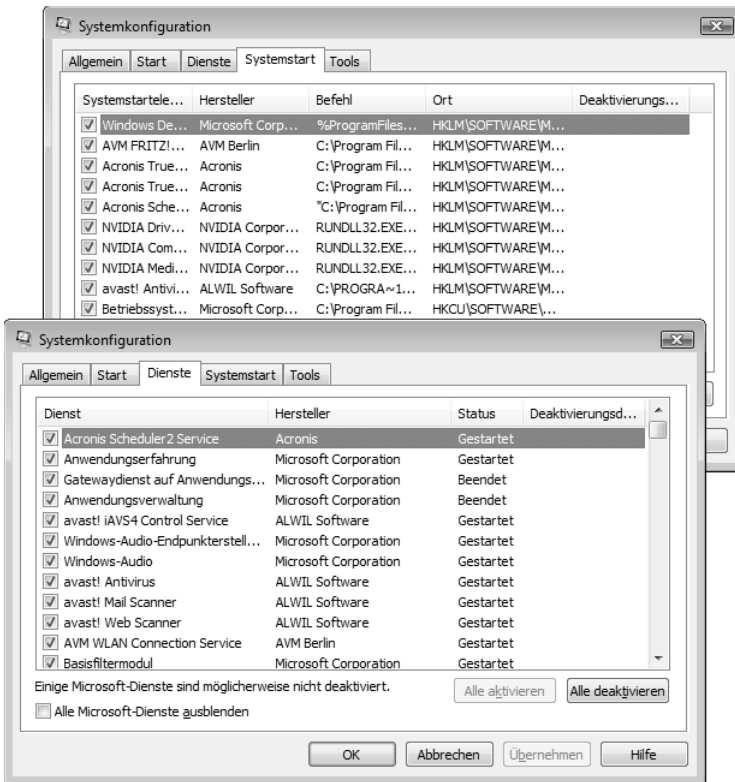 Systemkonfiguration
Allgemein Start Dienste Systemstart Tools
Systemstartele... Hersteller Befehl Ort Deaktivierungs...
Windows De... Microsoft Corp... %ProgramFiles... HKLM\SOFTWARE\M...
AVM FRITZ!... AVM Berlin C:\Program Fil... HKLM\SOFTWARE\M...
Acronis True... Acronis C:\Program Fil... HKLM\SOFTWARE\M...
Acronis True... Acronis C:\Program Fil... HKLM\SOFTWARE\M...
Acronis Sche... Acronis "C:\Program Fil... HKLM\SOFTWARE\M...
NVIDIA Driv... NVIDIA Corpor... RUNDLL32.EXE... HKLM\SOFTWARE\M...
NVIDIA Com... NVIDIA Corpor... RUNDLL32.EXE... HKLM\SOFTWARE\M...
NVIDIA Medi... NVIDIA Corpor... RUNDLL32.EXE... HKLM\SOFTWARE\M...
avast! Antivi... ALWIL Software C:\PROGRA~1... HKLM\SOFTWARE\M...
Betriebssyst... Microsoft Corp... C:\Program Fil... HKCU\SOFTWARE\...
Systemkonfiguration
Allgemein Start Dienste Systemstart Tools
Dienst Hersteller Status Deaktivierungsd...
Acronis Scheduler2 Service Acronis Gestartet
Anwendungserfahrung Microsoft Corporation Gestartet
Gatewaydienst auf Anwendungs... Microsoft Corporation Beendet
Anwendungsverwaltung Microsoft Corporation Beendet
avast! iAVS4 Control Service ALWIL Software Gestartet
Windows-Audio-Endpunkterstell... Microsoft Corporation Gestartet
Windows-Audio Microsoft Corporation Gestartet
avast! Antivirus ALWIL Software Gestartet
avast! Mail Scanner ALWIL Software Gestartet
avast! Web Scanner ALWIL Software Gestartet
AVM WLAN Connection Service AVM Berlin Gestartet
Basisfiltermodul Microsoft Corporation Gestartet
Einige Microsoft-Dienste sind möglicherweise nicht deaktiviert.
Alle aktivieren Alle deaktivieren
Alle Microsoft-Dienste ausblenden
OK Abbrechen Übernehmen Hilfe